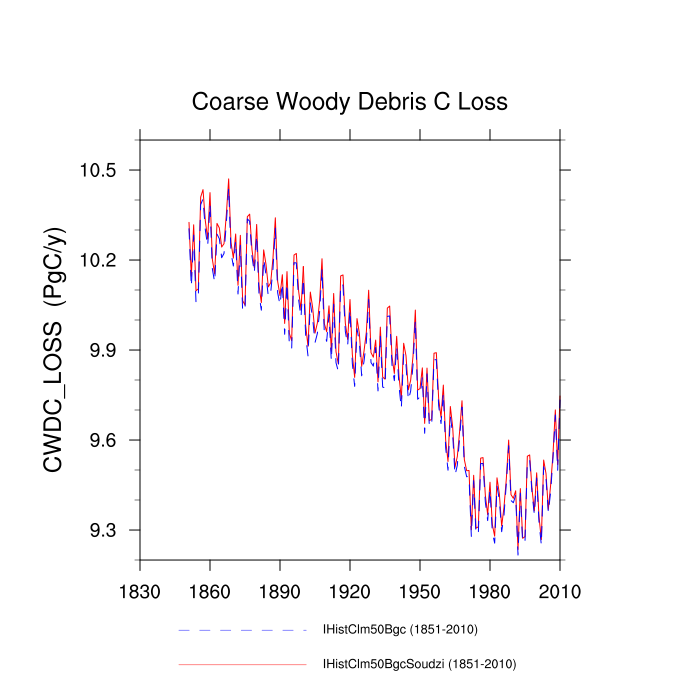 Coarse Woody Debris C Loss
CWDC_LOSS (PgC/y)
10.5
10.2
9.9
9.6
9.3
1830 1860 1890 1920 1950 1980 2010
IHistClm50Bgc (1851-2010)
IHistClm50BgcSoudzi (1851-2010)